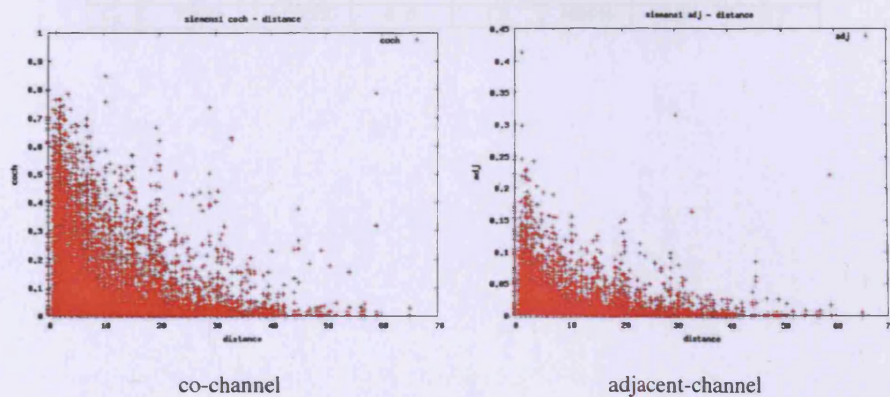 siemens1 coch - distance
coch
coch
1
0.9
0.8
0.7
0.6
0.5
0.4
0.3
0.2
0.1
0
0 10 20 30 40 50 60 70
distance
co-channel
siemens1 adj - distance
adj
adj
0.45
0.4
0.35
0.3
0.25
0.2
0.15
0.1
0.05
0
0 10 20 30 40 50 60 7
distance
adjacent-channel